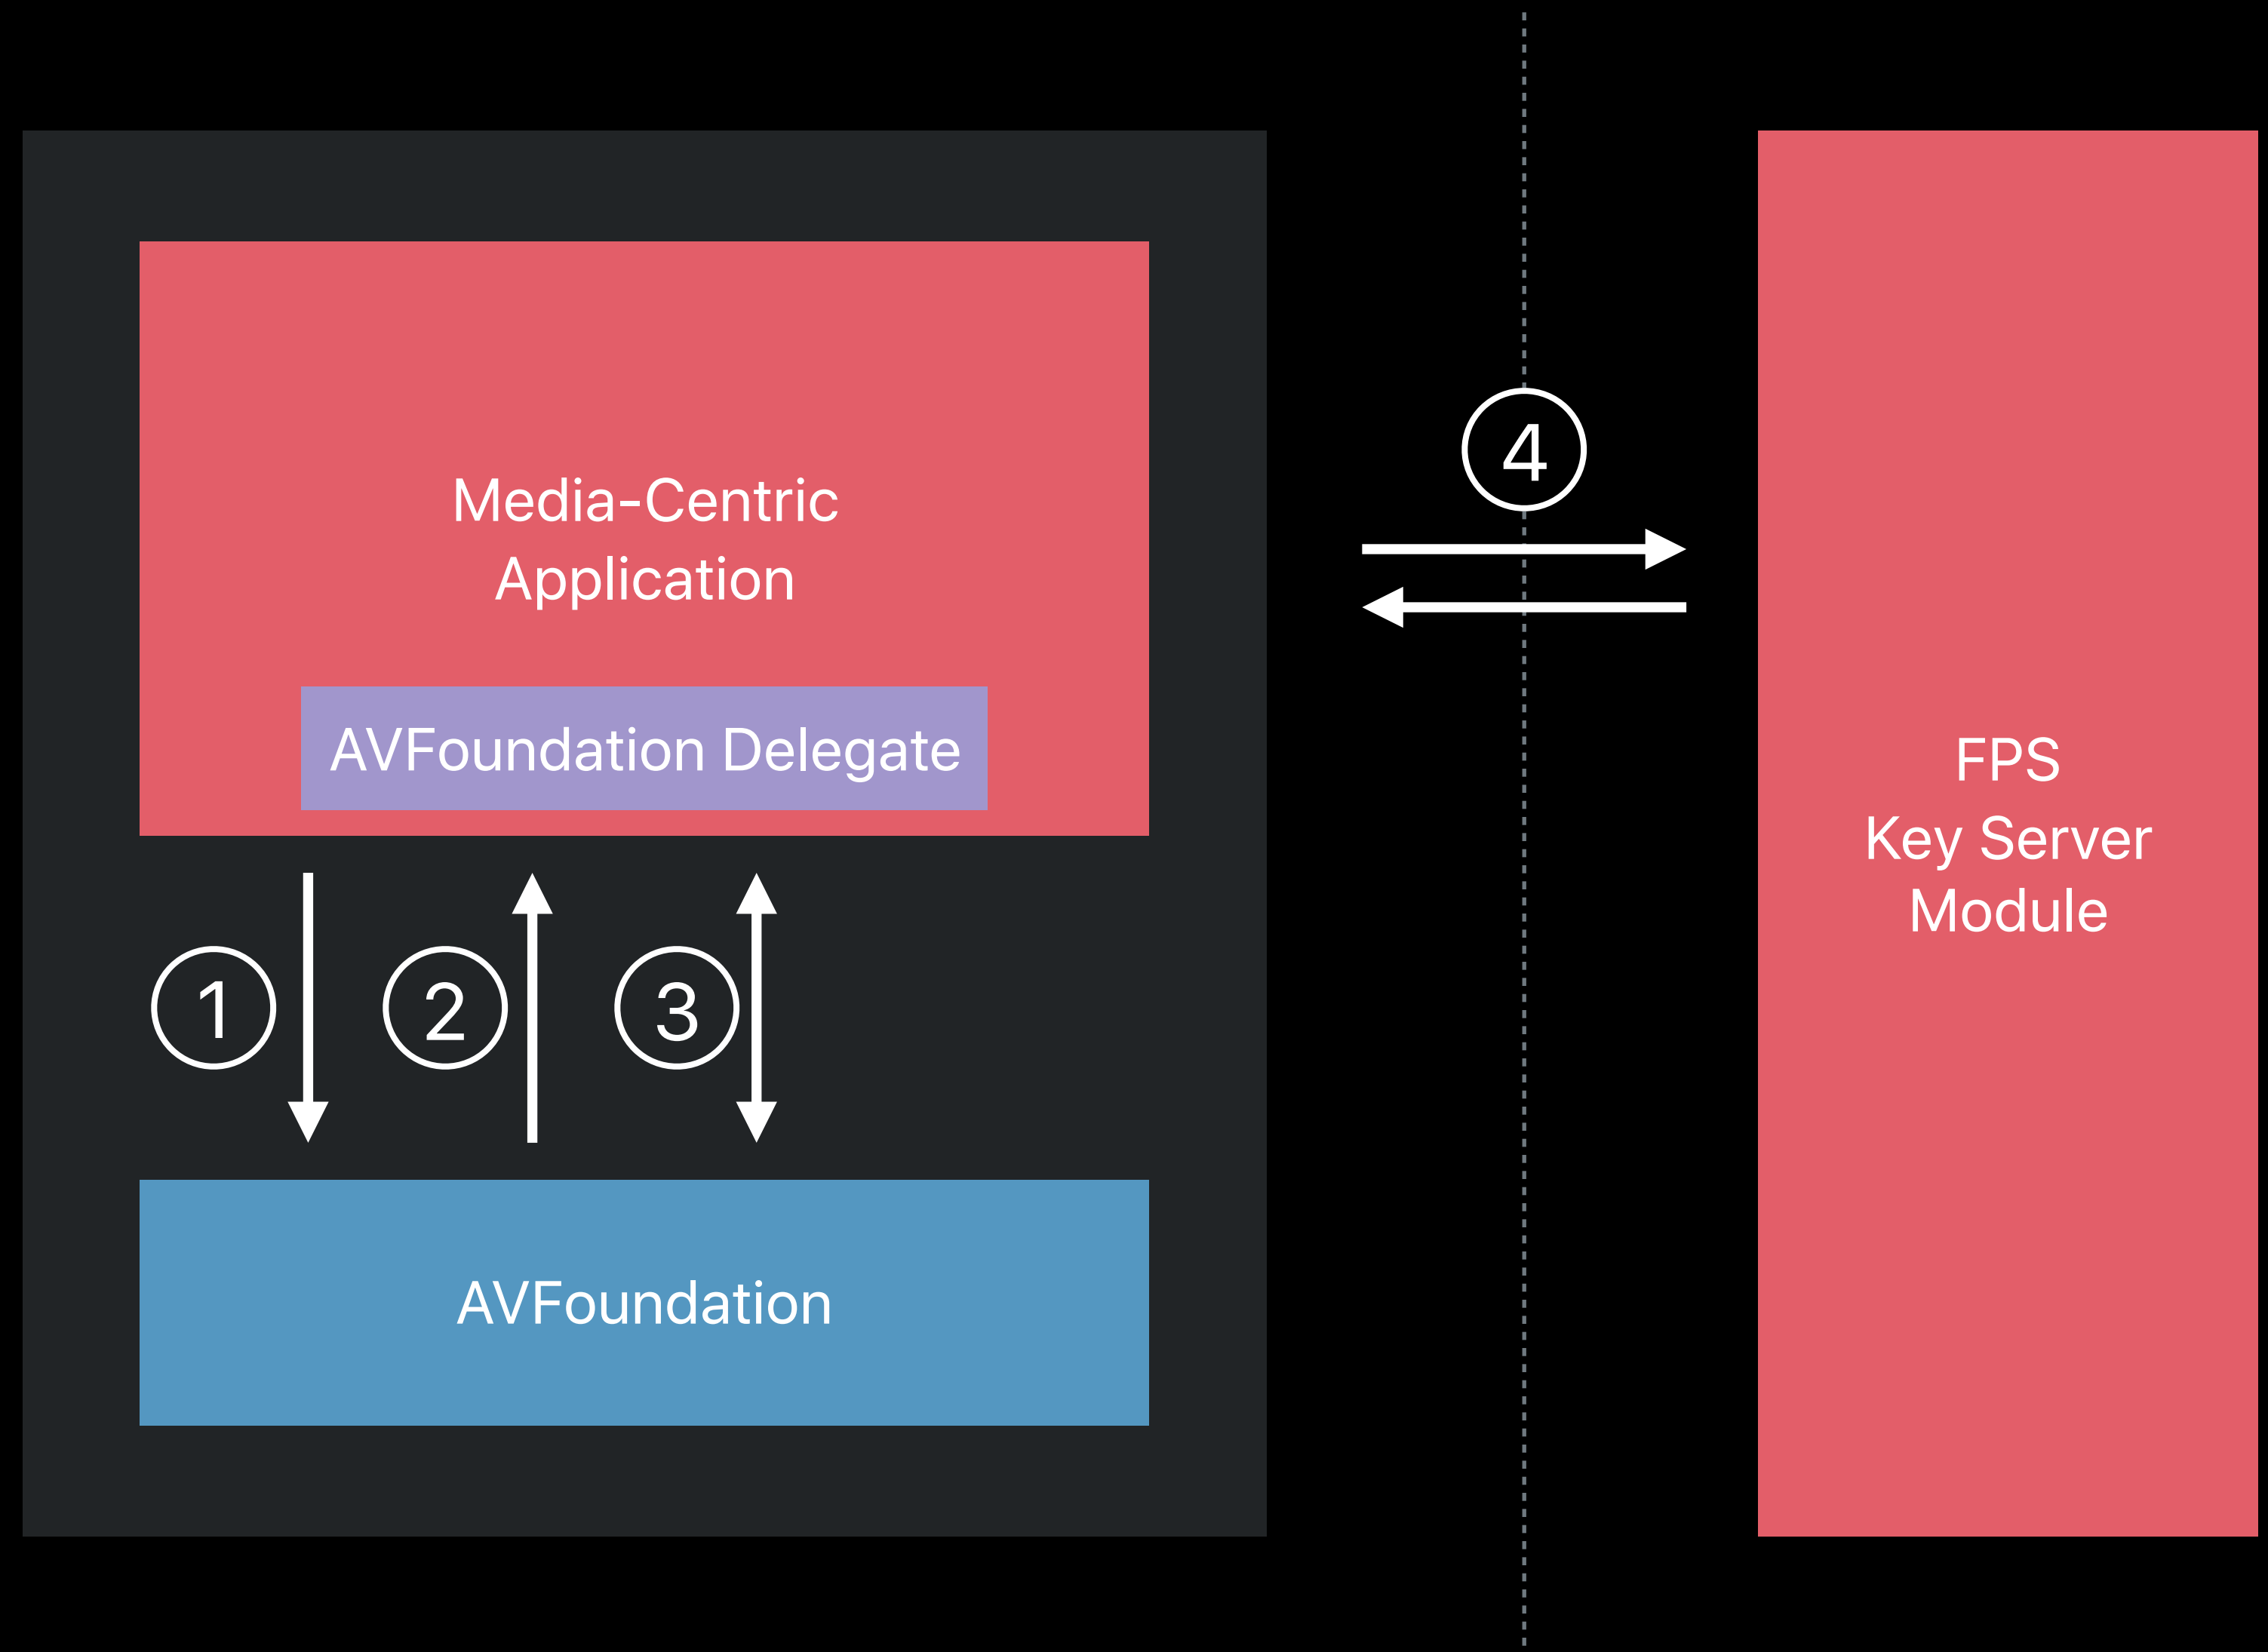 Media-Centric
Application
AVFoundation Delegate
1
2
3
AVFoundation
4
FPS
Key Server
Module